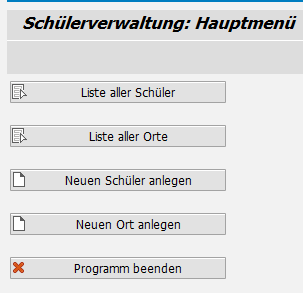 Schülerverwaltung: Hauptmenü
Liste aller Schüler
Liste aller Orte
Neuen Schüler anlegen
Neuen Ort anlegen
Programm beenden